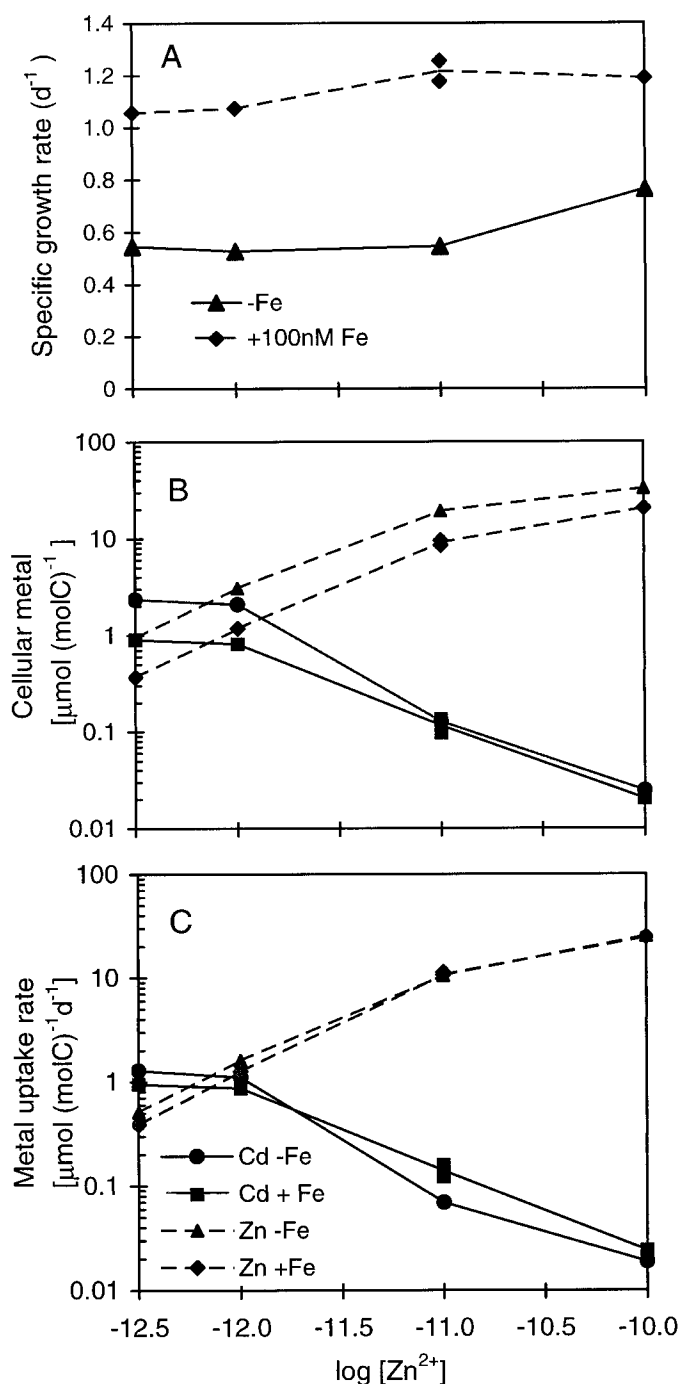 A
Specific growth rate (d⁻¹)
1.4
1.2
1.0
0.8
0.6
0.4
0.2
0
-Fe
+100nM Fe
B
Cellular metal
[μmol (molC)⁻¹]
100
10
1
0.1
0.01
C
Metal uptake rate
[μmol (molC)⁻¹d⁻¹]
100
10
1
0.1
0.01
Cd -Fe
Cd + Fe
Zn -Fe
Zn +Fe
-12.5 -12.0 -11.5 -11.0 -10.5 -10.0
log [Zn²⁺]